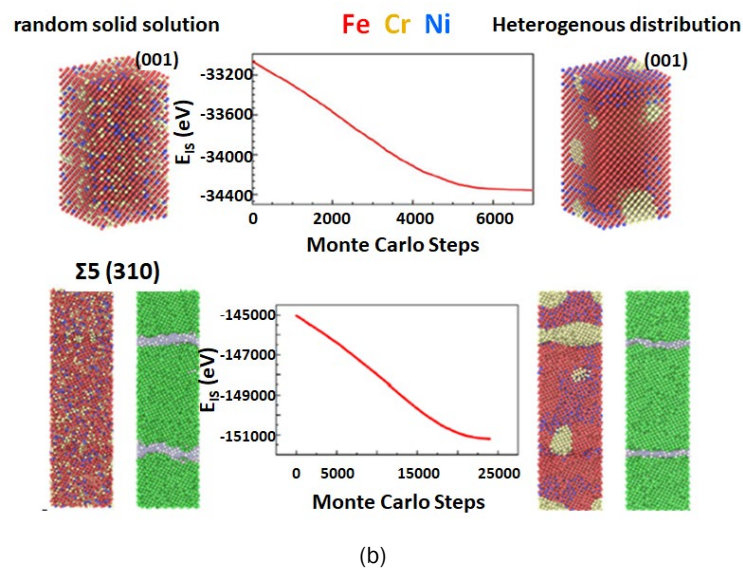 random solid solution
Fe Cr Ni
Heterogenous distribution
(001)
(001)
-33200
-33600
-34000
-34400
E_IS (eV)
0 2000 4000 6000
Monte Carlo Steps
Σ5 (310)
-145000
-147000
-149000
-151000
E_IS (eV)
0 5000 15000 25000
Monte Carlo Steps
(b)